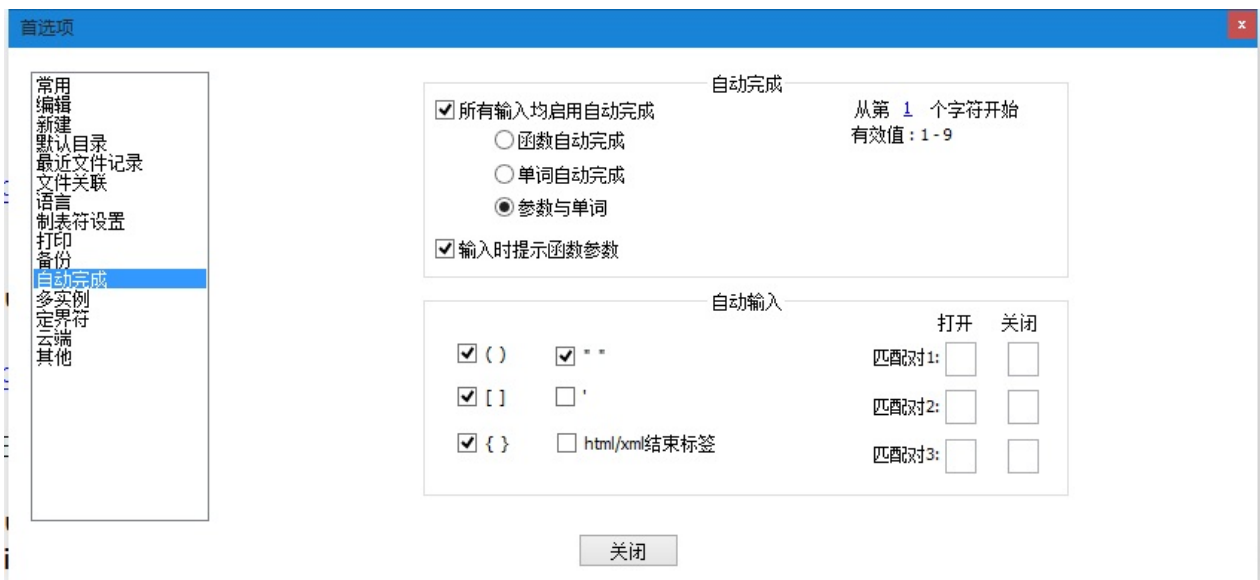 首选项
x
常用
编辑
新建
默认目录
最近文件记录
文件关联
语言
制表符设置
打印
备份
自动完成
多实例
定界符
云端
其他
自动完成
所有输入均启用自动完成
从第 1 个字符开始
有效值：1-9
函数自动完成
单词自动完成
参数与单词
输入时提示函数参数
自动输入
打开 关闭
( ) " " 匹配对1:
[ ] ' 匹配对2:
{ } html/xml结束标签 匹配对3:
关闭